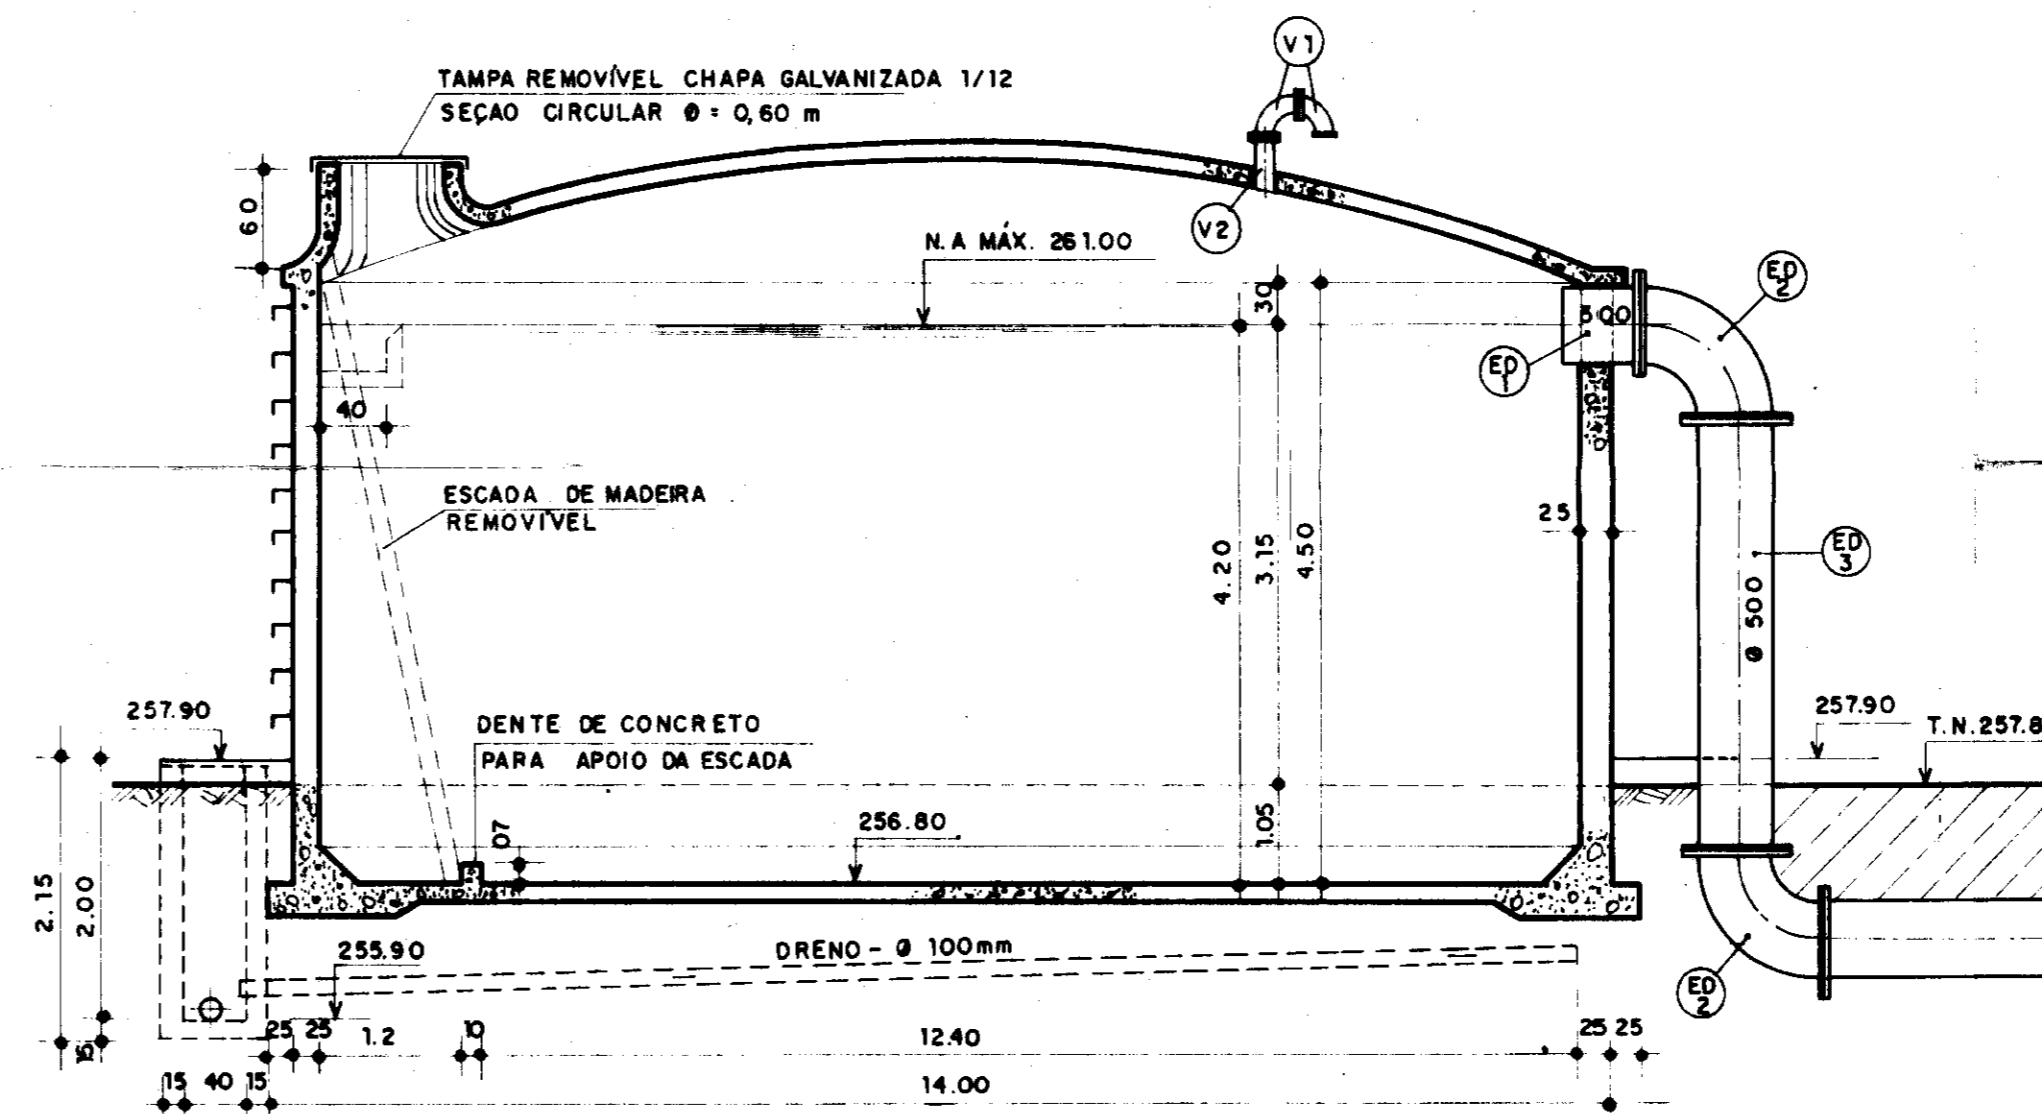 V1
TAMPA REMOVÍVEL CHAPA GALVANIZADA 1/12
SEÇAO CIRCULAR Ø = 0,60 m
60
V2
N.A MÁX. 261.00
ED 2
30
500
ED 1
40
ESCADA DE MADEIRA
REMOVÍVEL
25
4.20
3.15
4.50
ED 3
Ø 500
257.90
DENTE DE CONCRETO
PARA APOIO DA ESCADA
257.90
T.N.257.8
07
256.80
1.05
2.15
2.00
255.90
DRENO - Ø 100mm
ED 2
15
25 25
1.2
10
12.40
25 25
15 40 15
14.00